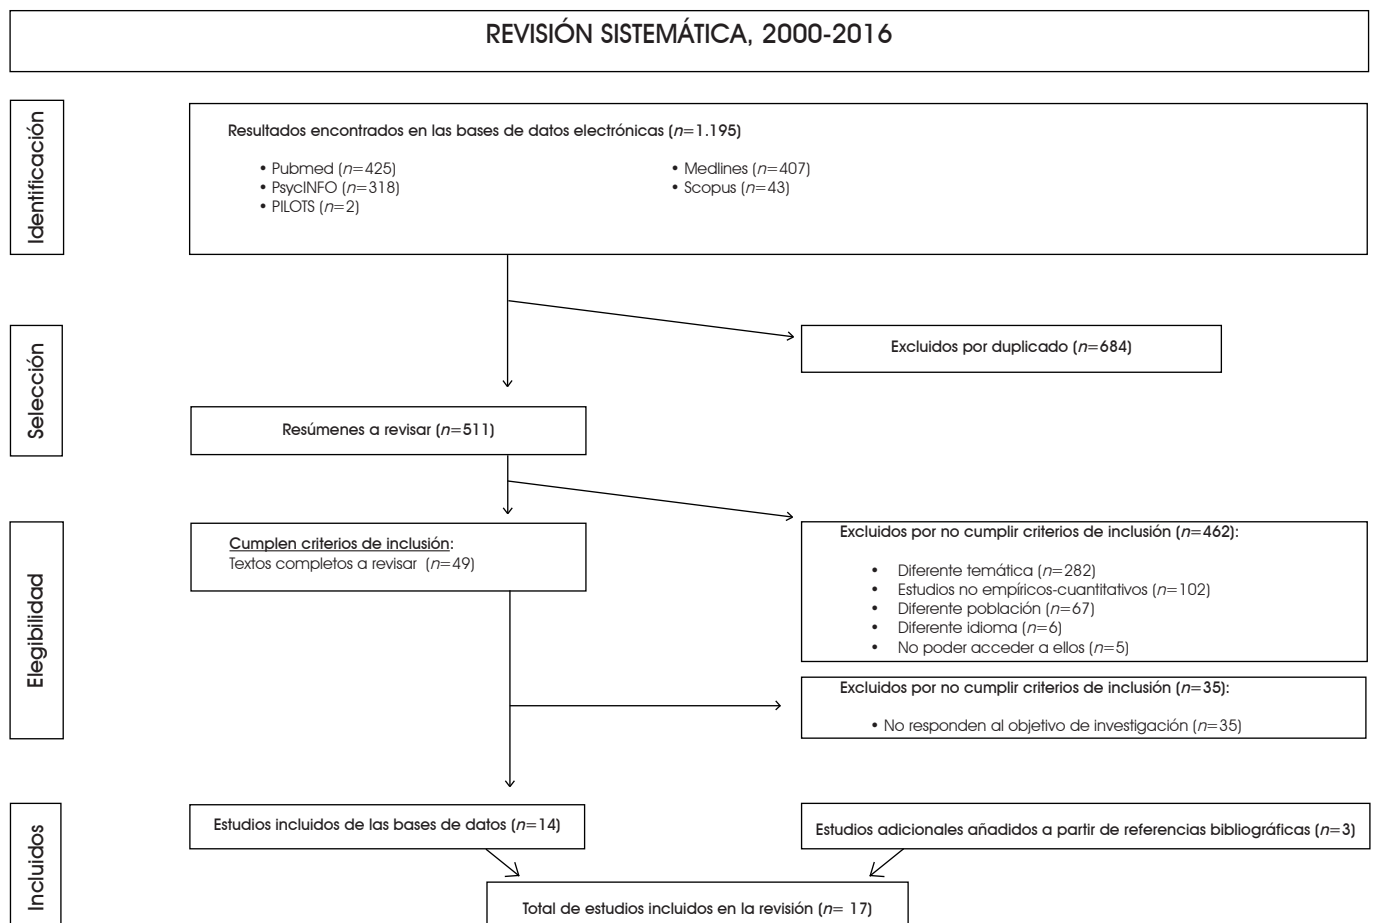 REVISIÓN SISTEMÁTICA, 2000-2016
Identificación
Resultados encontrados en las bases de datos electrónicas (n=1.195)
• Pubmed (n=425)
• PsycINFO (n=318)
• PILOTS (n=2)
• Medlines (n=407)
• Scopus (n=43)
Selección
Excluidos por duplicado (n=684)
Resúmenes a revisar (n=511)
Elegibilidad
Cumplen criterios de inclusión:
Textos completos a revisar (n=49)
Excluidos por no cumplir criterios de inclusión (n=462):
• Diferente temática (n=282)
• Estudios no empíricos-cuantitativos (n=102)
• Diferente población (n=67)
• Diferente idioma (n=6)
• No poder acceder a ellos (n=5)
Excluidos por no cumplir criterios de inclusión (n=35):
• No responden al objetivo de investigación (n=35)
Incluidos
Estudios incluidos de las bases de datos (n=14)
Estudios adicionales añadidos a partir de referencias bibliográficas (n=3)
Total de estudios incluidos en la revisión (n= 17)